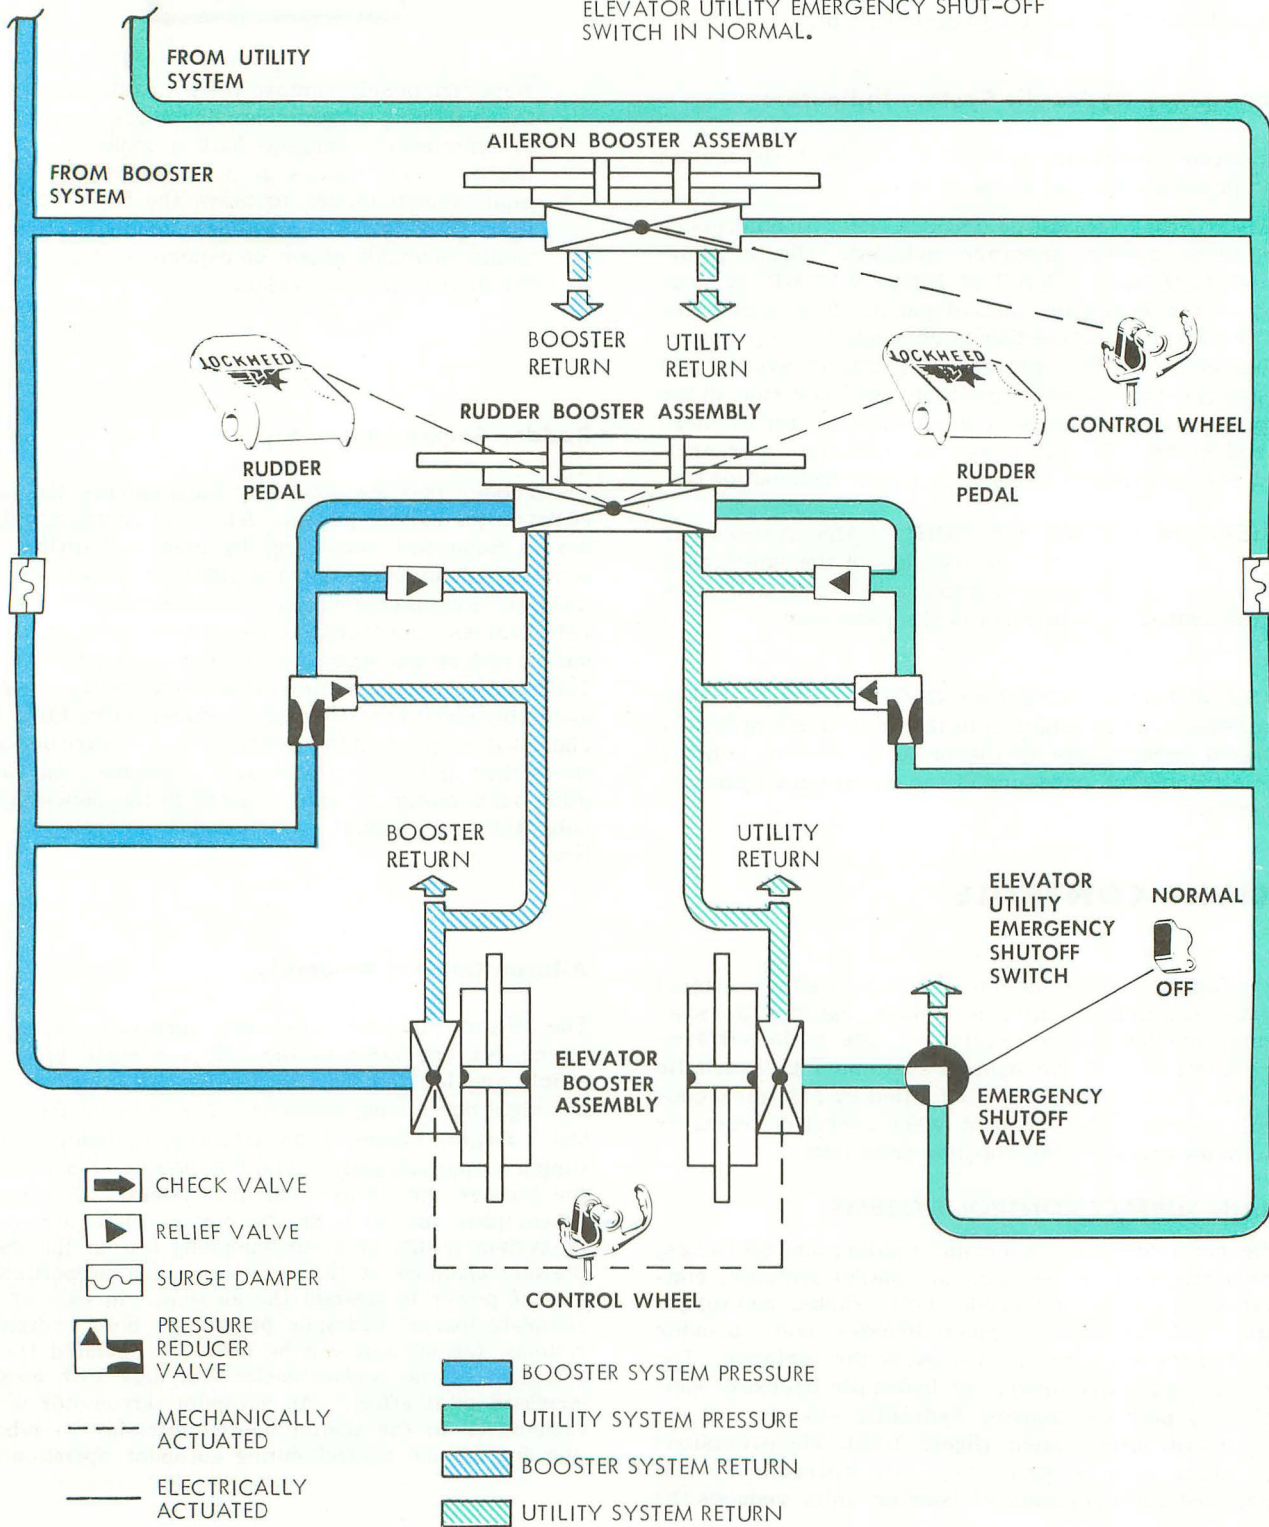 ELEVATOR UTILITY EMERGENCY SHUT-OFF
SWITCH IN NORMAL.
FROM UTILITY
SYSTEM
AILERON BOOSTER ASSEMBLY
FROM BOOSTER
SYSTEM
BOOSTER
RETURN
UTILITY
RETURN
LOCKHEED
LOCKHEED
CONTROL WHEEL
RUDDER BOOSTER ASSEMBLY
RUDDER
PEDAL
RUDDER
PEDAL
BOOSTER
RETURN
UTILITY
RETURN
ELEVATOR
UTILITY
EMERGENCY
SHUTOFF
SWITCH
NORMAL
OFF
ELEVATOR
BOOSTER
ASSEMBLY
EMERGENCY
SHUTOFF
VALVE
CONTROL WHEEL
CHECK VALVE
RELIEF VALVE
SURGE DAMPER
PRESSURE
REDUCER
VALVE
MECHANICALLY
ACTUATED
ELECTRICALLY
ACTUATED
BOOSTER SYSTEM PRESSURE
UTILITY SYSTEM PRESSURE
BOOSTER SYSTEM RETURN
UTILITY SYSTEM RETURN